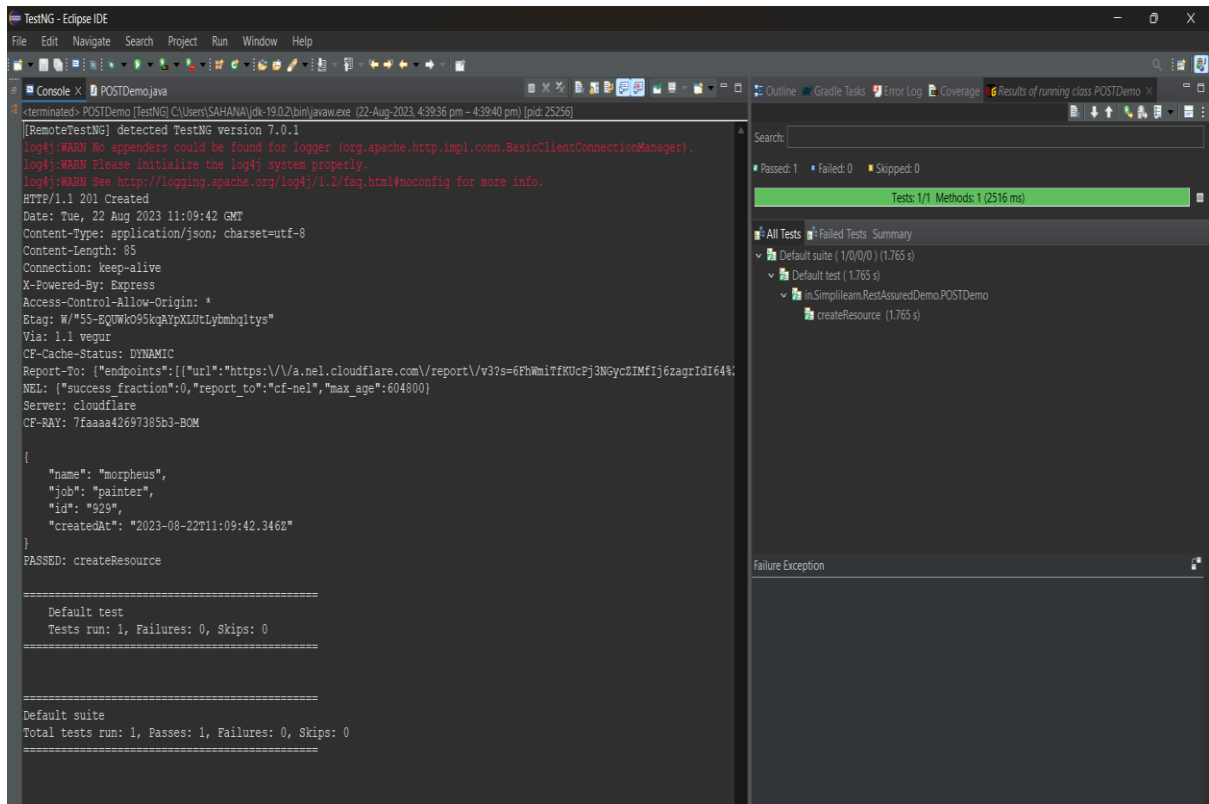 TestNG - Eclipse IDE
File Edit Navigate Search Project Run Window Help
Console POSTDemo.java
<terminated> POSTDemo [TestNG] C:\Users\SAHANA\jdk-19.0.2\bin\javaw.exe (22-Aug-2023, 4:39:36 pm – 4:39:40 pm) [pid: 25256]
[RemoteTestNG] detected TestNG version 7.0.1
log4j:WARN No appenders could be found for logger (org.apache.http.impl.conn.BasicClientConnectionManager).
log4j:WARN Please initialize the log4j system properly.
log4j:WARN See http://logging.apache.org/log4j/1.2/faq.html#noconfig for more info.
HTTP/1.1 201 Created
Date: Tue, 22 Aug 2023 11:09:42 GMT
Content-Type: application/json; charset=utf-8
Content-Length: 85
Connection: keep-alive
X-Powered-By: Express
Access-Control-Allow-Origin: *
Etag: W/"55-EQUWkO95kqAYpXLUtLybmhq1tys"
Via: 1.1 vegur
CF-Cache-Status: DYNAMIC
Report-To: {"endpoints":[{"url":"https:\/\/a.nel.cloudflare.com\/report\/v3?s=6FhWmiTfKUcPj3NGycZIMfIj6zagrIdI64%2
NEL: {"success_fraction":0,"report_to":"cf-nel","max_age":604800}
Server: cloudflare
CF-RAY: 7faaaa42697385b3-BOM
{
"name": "morpheus",
"job": "painter",
"id": "929",
"createdAt": "2023-08-22T11:09:42.346Z"
}
PASSED: createResource
===============================================
Default test
Tests run: 1, Failures: 0, Skips: 0
===============================================
===============================================
Default suite
Total tests run: 1, Passes: 1, Failures: 0, Skips: 0
===============================================
Outline Gradle Tasks Error Log Coverage Results of running class POSTDemo
Search:
Passed: 1 Failed: 0 Skipped: 0
Tests: 1/1 Methods: 1 (2516 ms)
All Tests Failed Tests Summary
Default suite ( 1/0/0/0 ) (1.765 s)
Default test ( 1.765 s)
in.Simplilearn.RestAssuredDemo.POSTDemo
createResource (1.765 s)
Failure Exception